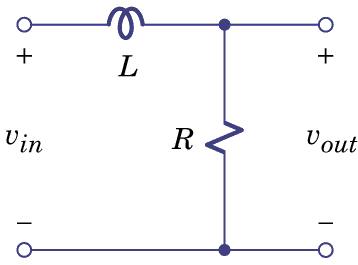 + L +
v_in R v_out
− −